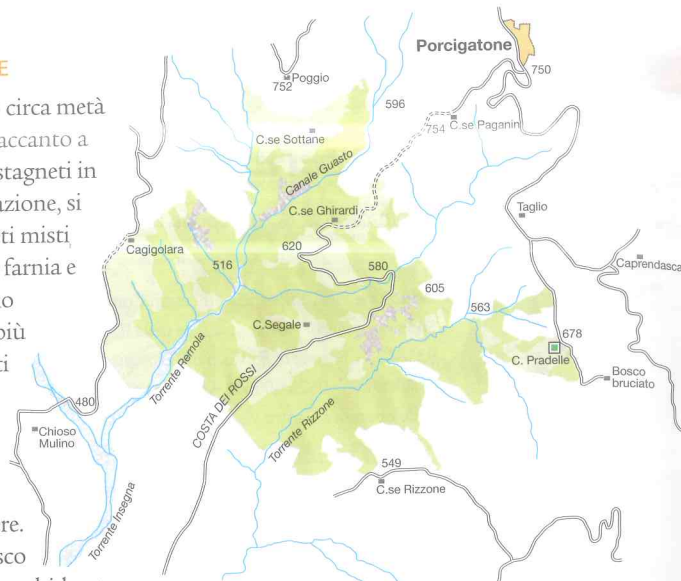 E
circa metà
accanto a
stagneti in
azione, si
ti misti
farnia e
o
più
ti
re.
sco
Porcigatone
750
752
Poggio
596
754
C.se Paganin
C.se Sottane
Canale Guasto
C.se Ghirardi
Taglio
Cagigolara
620
516
580
605
563
Caprendasca
C.Segale
678
C. Pradelle
Bosco
bruciato
Torrente Remola
COSTA DEI ROSSI
480
Chioso
Mulino
Torrente Rizzone
549
C.se Rizzone
Torrente Insegna